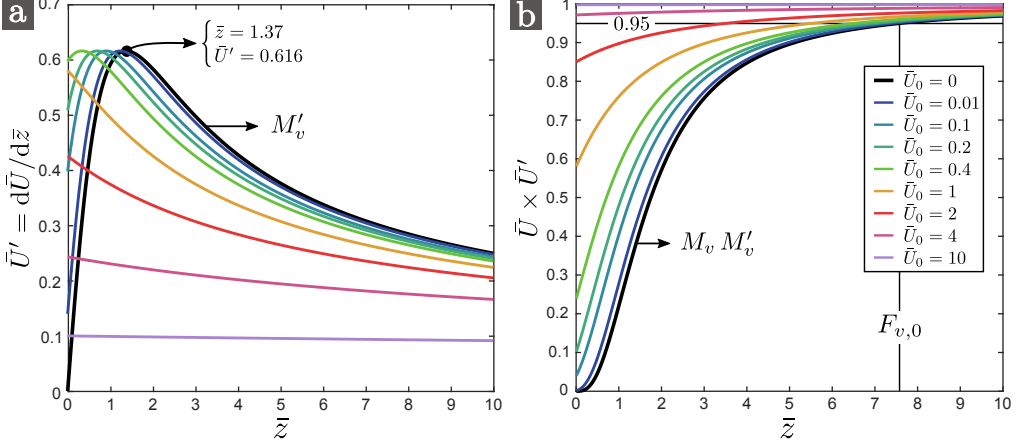 a
Ū′ = dŪ/dz̄
0.7
0.6
0.5
0.4
0.3
0.2
0.1
0
z̄ = 1.37
Ū′ = 0.616
M′ᵥ
0 1 2 3 4 5 6 7 8 9 10
z̄
b
Ū × Ū′
1
0.9
0.8
0.7
0.6
0.5
0.4
0.3
0.2
0.1
0
0.95
Mᵥ M′ᵥ
Ū₀ = 0
Ū₀ = 0.01
Ū₀ = 0.1
Ū₀ = 0.2
Ū₀ = 0.4
Ū₀ = 1
Ū₀ = 2
Ū₀ = 4
Ū₀ = 10
F_{v,0}
0 1 2 3 4 5 6 7 8 9 10
z̄